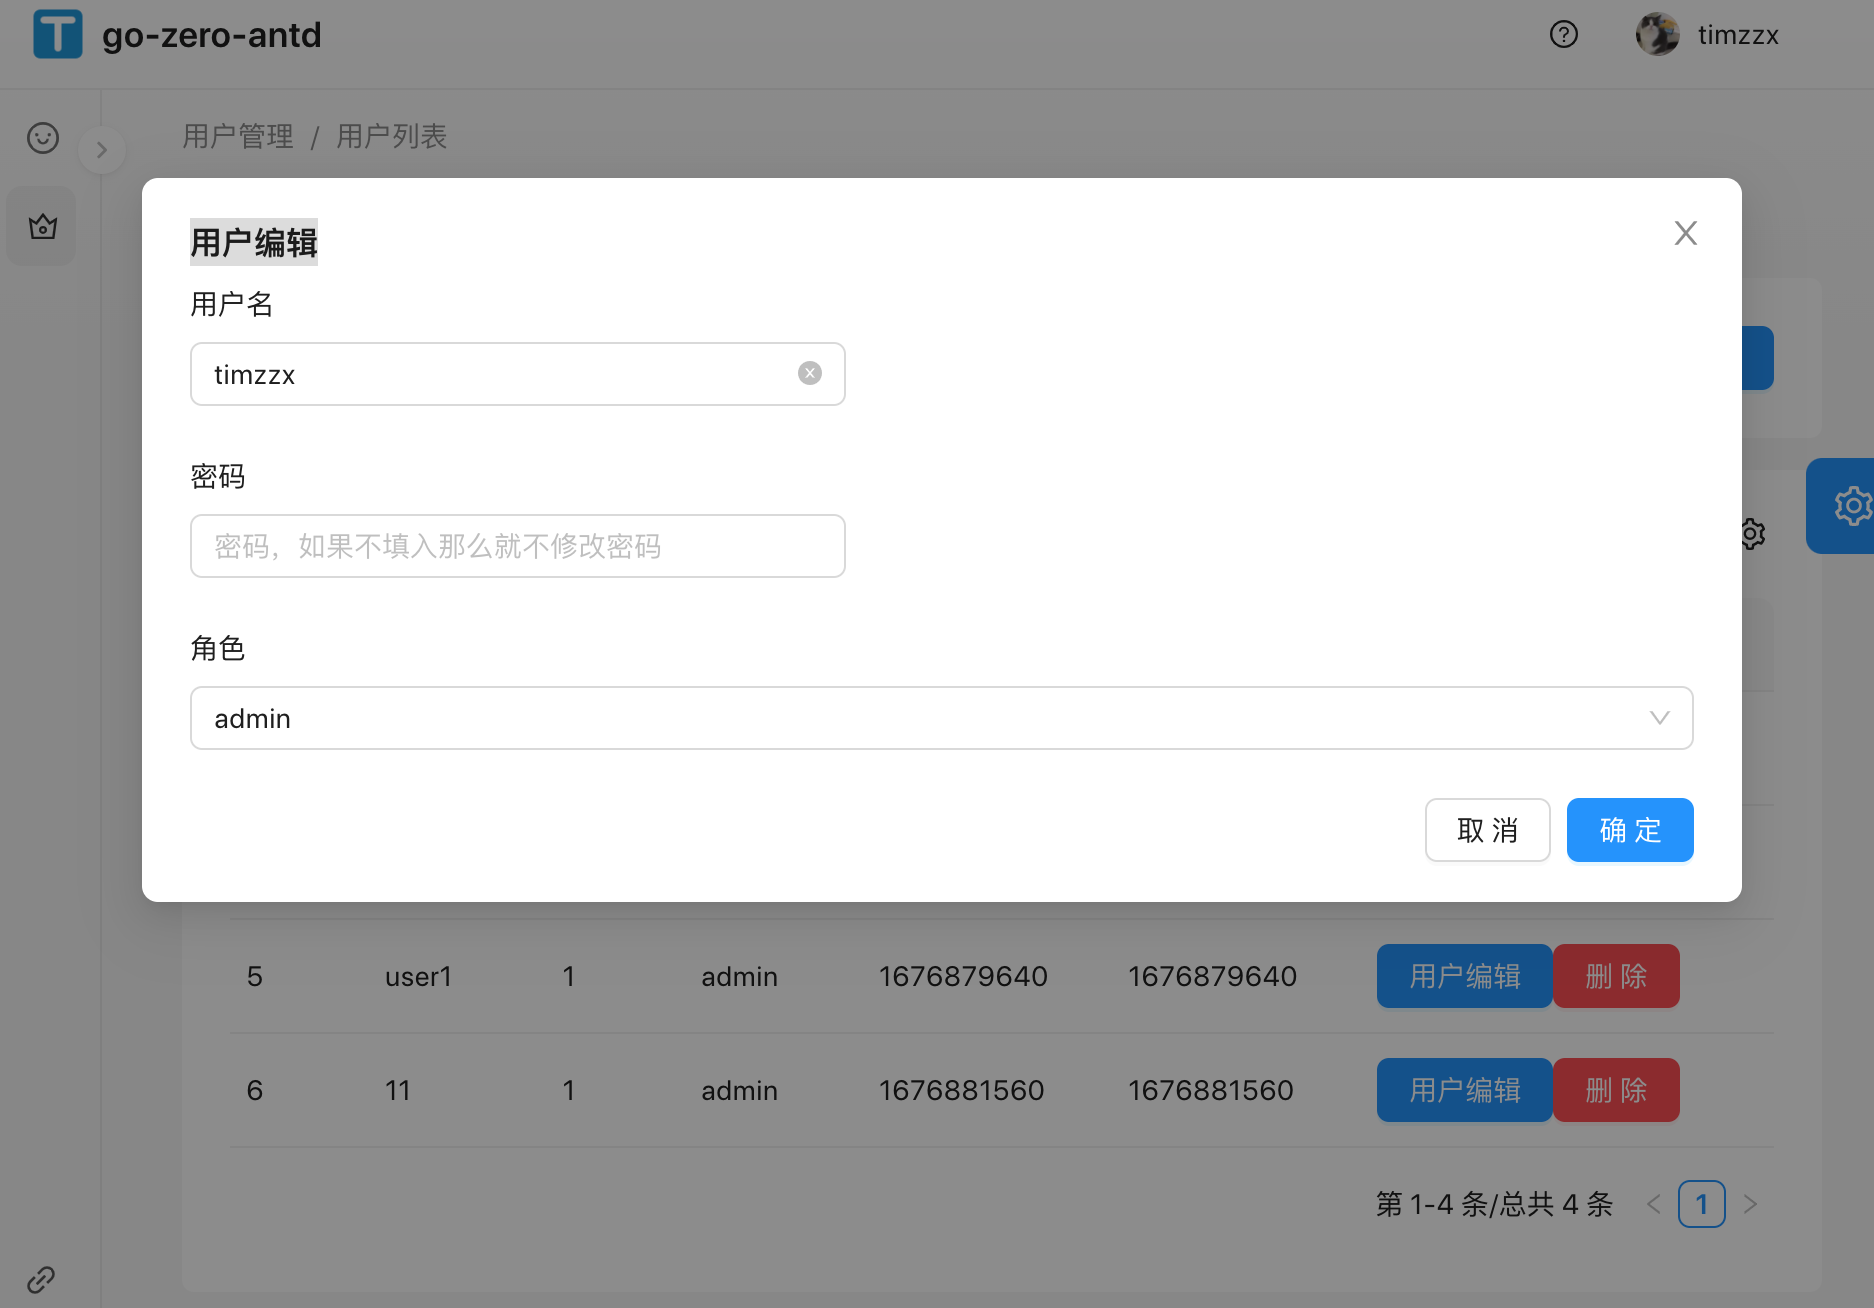 go-zero-antd
timzzx
用户管理 / 用户列表
用户编辑
用户名
timzzx
密码
密码，如果不填入那么就不修改密码
角色
admin
取 消 确 定
5 user1 1 admin 1676879640 1676879640 用户编辑 删 除
6 11 1 admin 1676881560 1676881560 用户编辑 删 除
第 1-4 条/总共 4 条 1